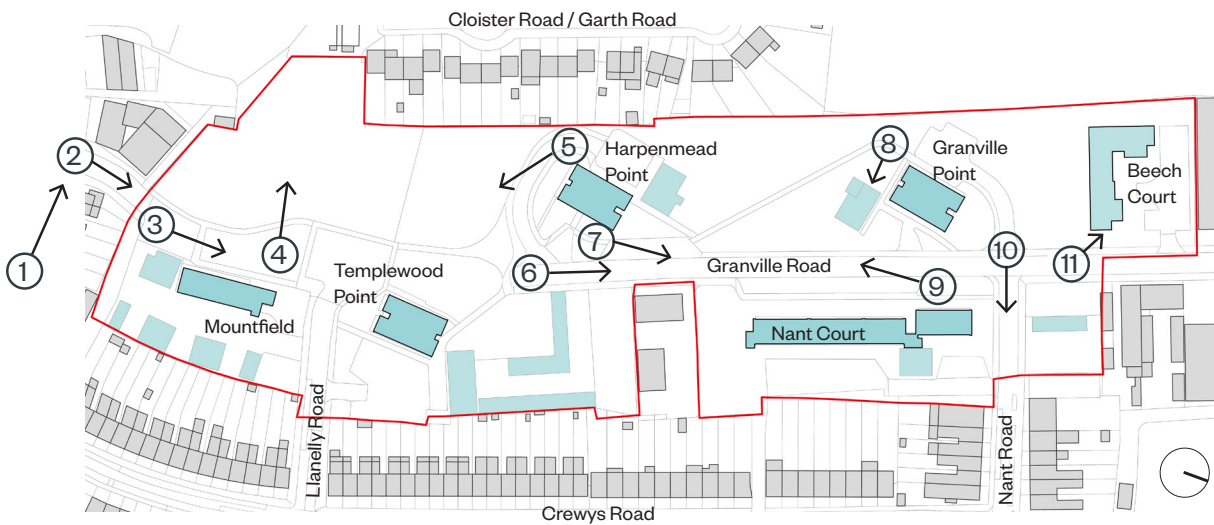 Cloister Road / Garth Road
2
5
Harpenmead
Point
8
Granville
Point
Beech
Court
3
1
4
7
10
11
6
Granville Road
9
Templewood
Point
Mountfield
Nant Court
Llanelly Road
Nant Road
Crewys Road